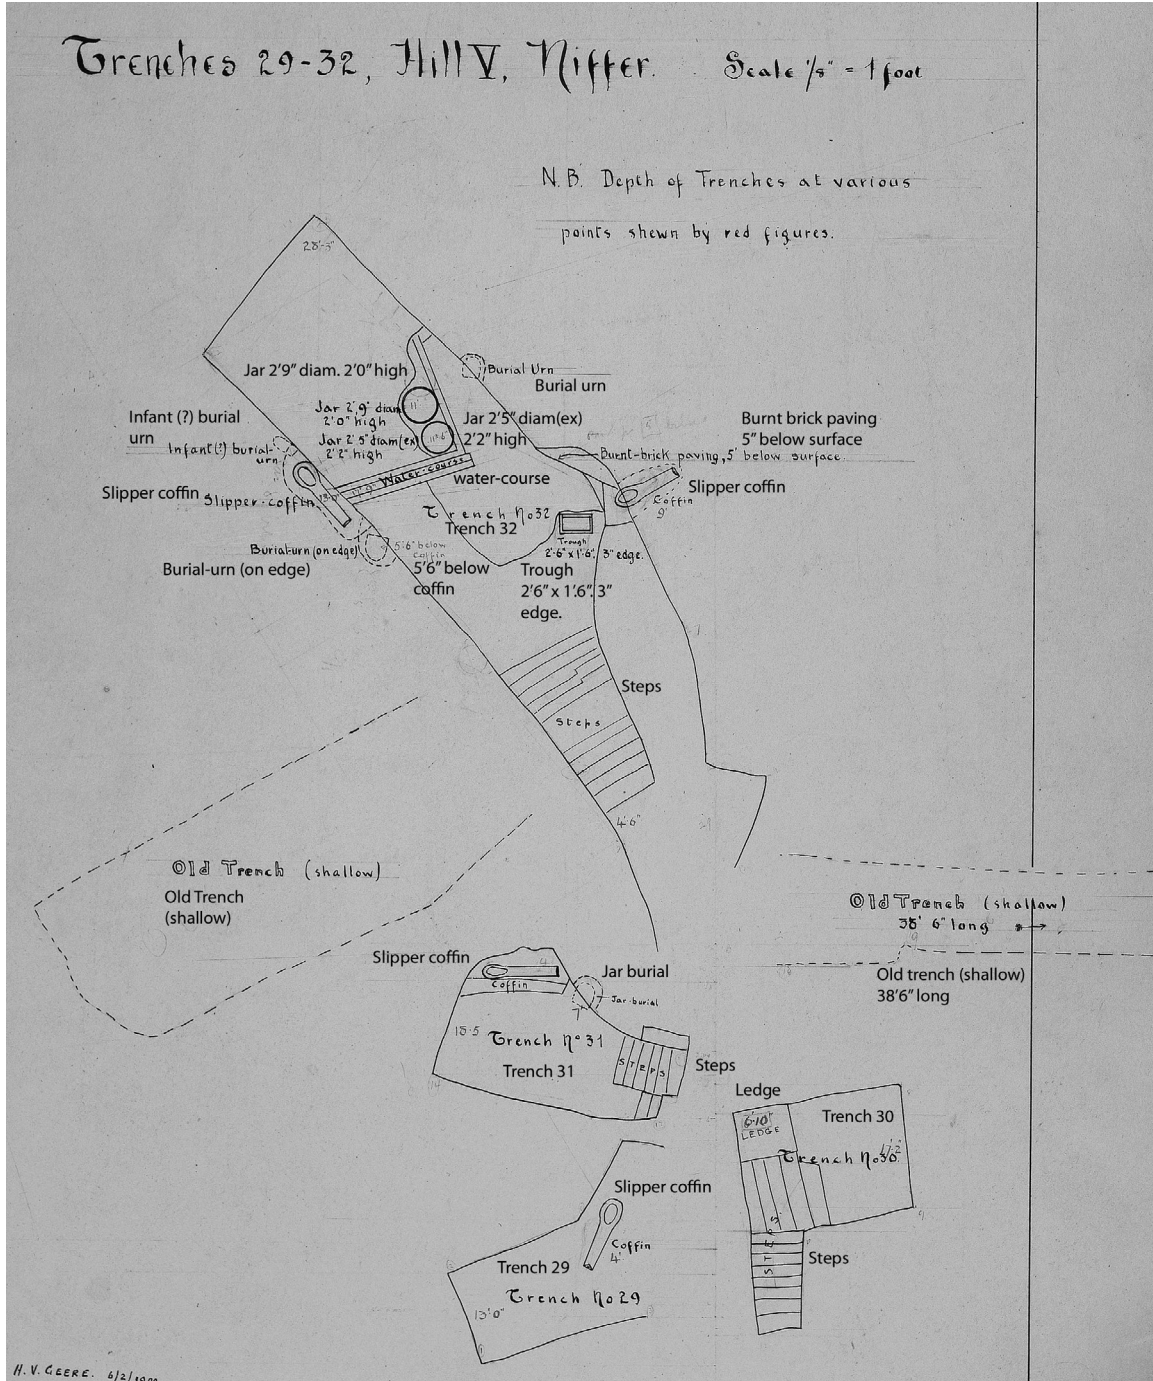 Trenches 29-32, Hill V, Niffer. Scale 1/8" = 1 foot
N.B. Depth of Trenches at various
points shewn by red figures.
28'-3"
Jar 2'9" diam. 2'0" high
Burial Urn
Burial urn
Jar 2'.9" diam
2'0" high
Jar 2'5" diam(ex)
2'2" high
Jar 2'.5" diam(ex)
2'2" high
Infant (?) burial
urn
Infant(?) burial-
urn
Burnt brick paving
5" below surface
Burnt-brick paving, 5' below surface.
Slipper coffin
Slipper-coffin
Water-course
water-course
Slipper coffin
Coffin
9'
Trench No 32
Trench 32
Burial-urn (on edge)
Burial-urn (on edge)
5'6" below
coffin
5'6" below
coffin
Trough
2'6" x 1'6", 3" edge.
Trough
2'6" x 1'6". 3"
edge.
Steps
Steps
4'6"
Old Trench (shallow)
Old Trench
(shallow)
Old Trench (shallow)
38' 6" long
Old trench (shallow)
38'6" long
Slipper coffin
Coffin
Jar burial
Jar-burial
7'
18.5
Trench No 31
Trench 31
STEPS
Steps
Ledge
6'10"
LEDGE
Trench 30
Trench No 30.
STEPS
Steps
Slipper coffin
Coffin
4'
Trench 29
Trench No 29
13'0"
H.V. GEERE. 6/2/